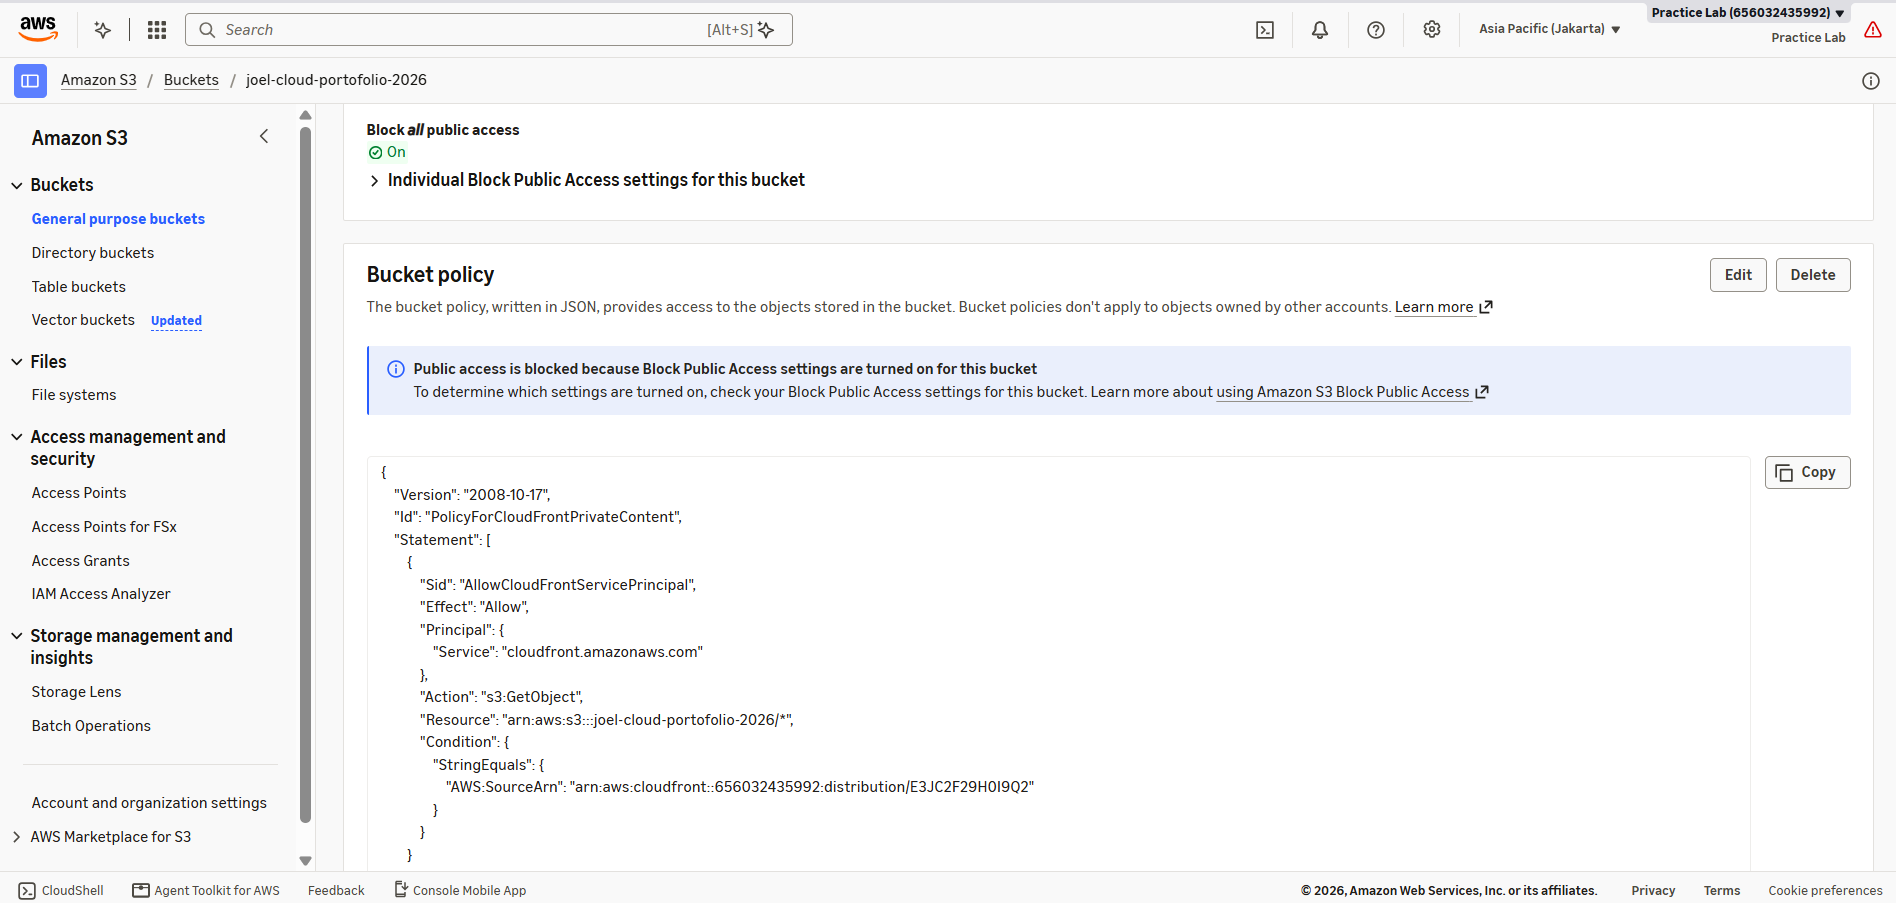 aws
Search
[Alt+S]
Asia Pacific (Jakarta)
Practice Lab (656032435992)
Practice Lab
Amazon S3 / Buckets / joel-cloud-portofolio-2026
Amazon S3
Buckets
General purpose buckets
Directory buckets
Table buckets
Vector buckets Updated
Files
File systems
Access management and
security
Access Points
Access Points for FSx
Access Grants
IAM Access Analyzer
Storage management and
insights
Storage Lens
Batch Operations
Account and organization settings
AWS Marketplace for S3
Block all public access
On
Individual Block Public Access settings for this bucket
Bucket policy
Edit
Delete
The bucket policy, written in JSON, provides access to the objects stored in the bucket. Bucket policies don't apply to objects owned by other accounts. Learn more
Public access is blocked because Block Public Access settings are turned on for this bucket
To determine which settings are turned on, check your Block Public Access settings for this bucket. Learn more about using Amazon S3 Block Public Access
Copy
{
"Version": "2008-10-17",
"Id": "PolicyForCloudFrontPrivateContent",
"Statement": [
{
"Sid": "AllowCloudFrontServicePrincipal",
"Effect": "Allow",
"Principal": {
"Service": "cloudfront.amazonaws.com"
},
"Action": "s3:GetObject",
"Resource": "arn:aws:s3:::joel-cloud-portofolio-2026/*",
"Condition": {
"StringEquals": {
"AWS:SourceArn": "arn:aws:cloudfront::656032435992:distribution/E3JC2F29H0I9Q2"
}
}
}
CloudShell
Agent Toolkit for AWS
Feedback
Console Mobile App
© 2026, Amazon Web Services, Inc. or its affiliates.
Privacy
Terms
Cookie preferences